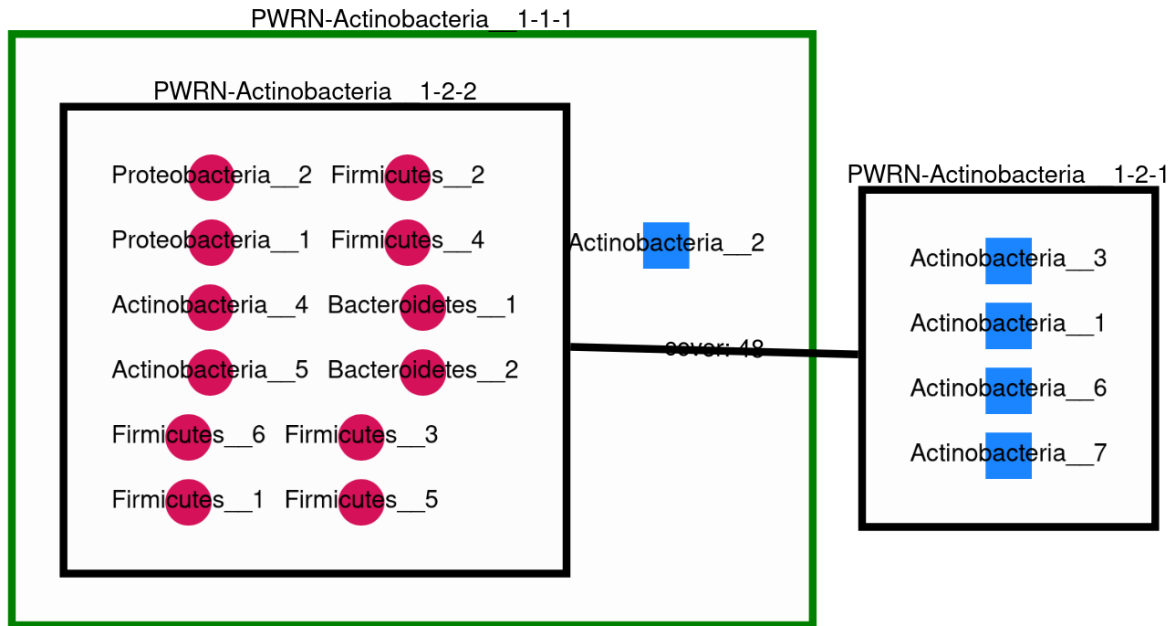 PWRN-Actinobacteria__1-1-1
PWRN-Actinobacteria__1-2-2
Proteobacteria__2 Firmicutes__2
Proteobacteria__1 Firmicutes__4
Actinobacteria__4 Bacteroidetes__1
Actinobacteria__5 Bacteroidetes__2
Firmicutes__6 Firmicutes__3
Firmicutes__1 Firmicutes__5
Actinobacteria__2
cover: 48
PWRN-Actinobacteria__1-2-1
Actinobacteria__3
Actinobacteria__1
Actinobacteria__6
Actinobacteria__7